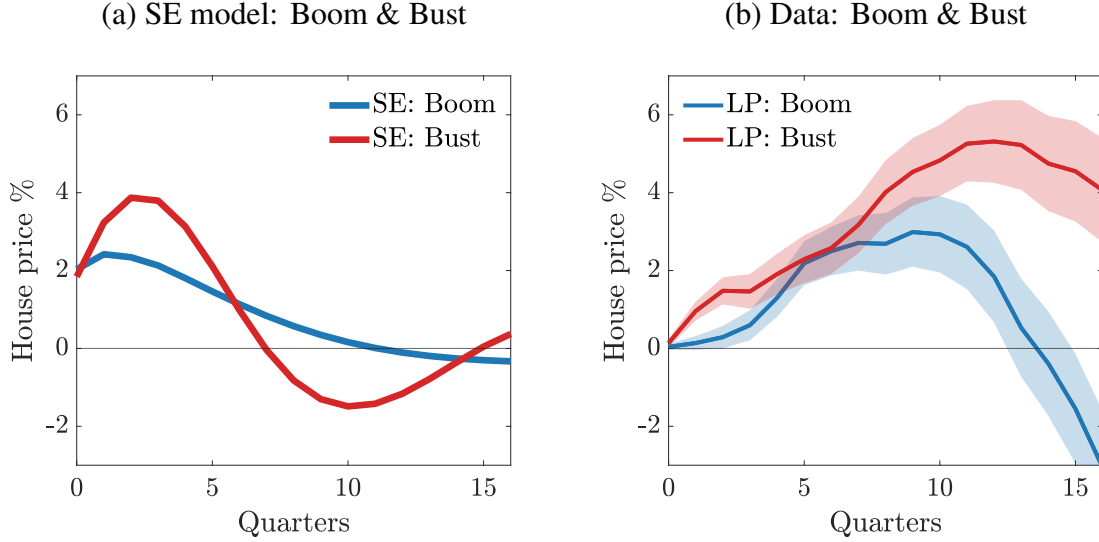 (a) SE model: Boom & Bust
House price %
6
4
2
0
-2
SE: Boom
SE: Bust
0 5 10 15
Quarters
(b) Data: Boom & Bust
House price %
6
4
2
0
-2
LP: Boom
LP: Bust
0 5 10 15
Quarters